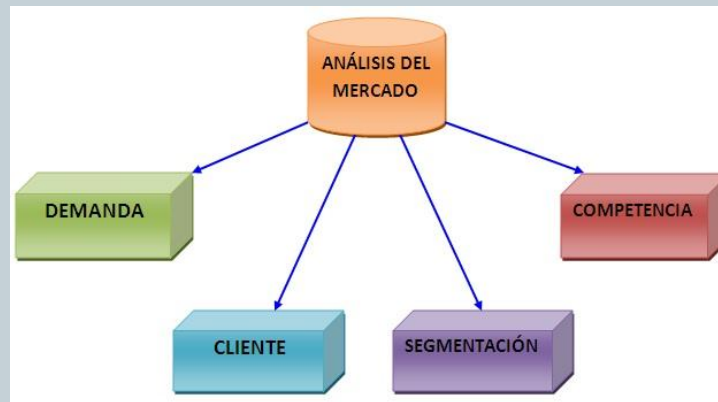 ANÁLISIS DEL
MERCADO
DEMANDA
COMPETENCIA
CLIENTE
SEGMENTACIÓN